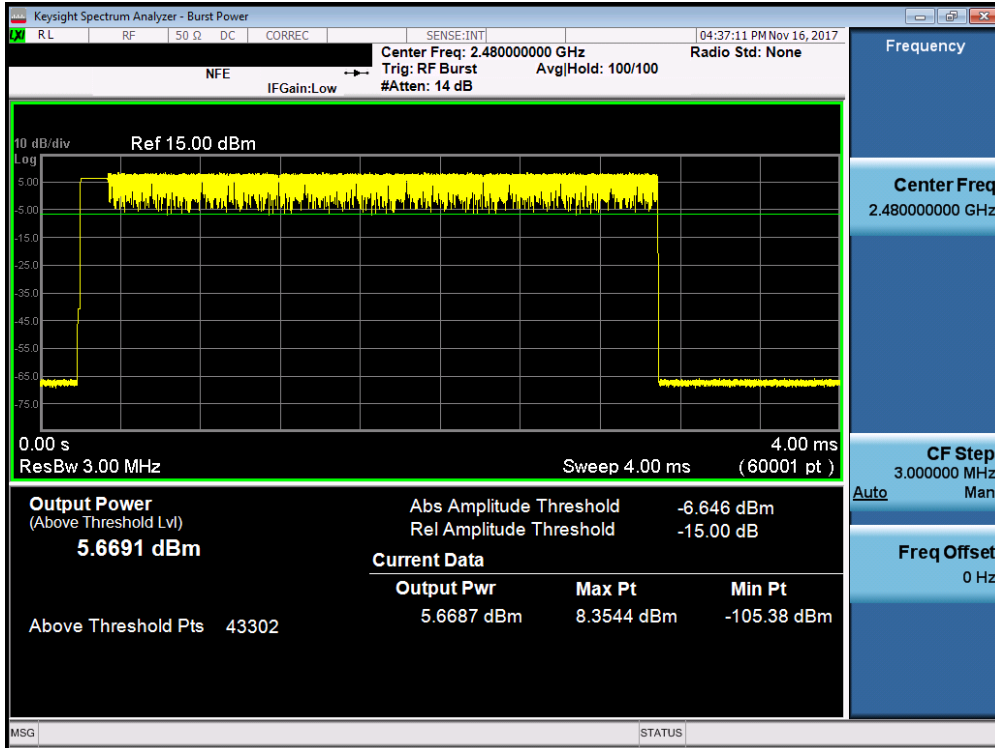 Keysight Spectrum Analyzer - Burst Power
LXI RL RF 50 Ω DC CORREC SENSE:INT 04:37:11 PM Nov 16, 2017
Center Freq: 2.480000000 GHz Radio Std: None
NFE Trig: RF Burst Avg|Hold: 100/100
IFGain:Low #Atten: 14 dB
10 dB/div Ref 15.00 dBm
Log
5.00
-5.00
-15.0
-25.0
-35.0
-45.0
-55.0
-65.0
-75.0
0.00 s 4.00 ms
ResBw 3.00 MHz Sweep 4.00 ms (60001 pt)
Output Power
(Above Threshold Lvl)
5.6691 dBm
Above Threshold Pts 43302
Abs Amplitude Threshold -6.646 dBm
Rel Amplitude Threshold -15.00 dB
Current Data
Output Pwr Max Pt Min Pt
5.6687 dBm 8.3544 dBm -105.38 dBm
MSG STATUS
Frequency
Center Freq
2.480000000 GHz
CF Step
3.000000 MHz
Auto Man
Freq Offset
0 Hz